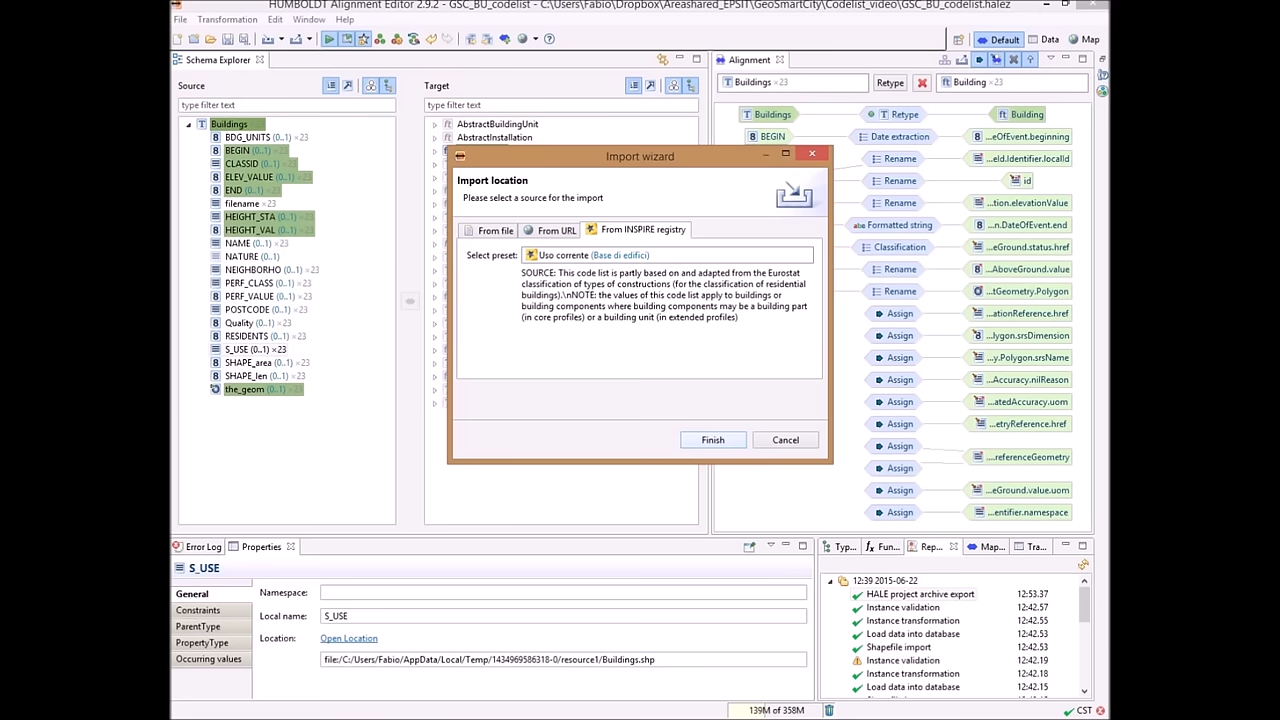 HUMBOLDT Alignment Editor 2.9.2 - GSC_BU_codelist - C:\Users\Fabio\Dropbox\Areashared_EPSIT\GeoSmartCity\Codelist_video\GSC_BU_codelist.halez
File Transformation Edit Window Help
Default Data Map
Schema Explorer
Alignment
Source
Target
Buildings ×23
Retype
Building ×23
type filter text
type filter text
Buildings
AbstractBuildingUnit
Buildings Retype Building
BDG_UNITS (0..1) ×23
AbstractInstallation
BEGIN Date extraction ...eOfEvent.beginning
BEGIN (0..1) ×23
CLASSID (0..1) ×23
Rename ...eld.Identifier.localId
ELEV_VALUE (0..1) ×23
Rename id
END (0..1) ×23
filename ×23
Rename ...tion.elevationValue
HEIGHT_STA (0..1) ×23
HEIGHT_VAL (0..1) ×23
Formatted string ...n.DateOfEvent.end
NAME (0..1) ×23
Classification ...eGround.status.href
NATURE (0..1) ×23
NEIGHBORHO (0..1) ×23
Rename ...AboveGround.value
PERF_CLASS (0..1) ×23
PERF_VALUE (0..1) ×23
Rename ...tGeometry.Polygon
POSTCODE (0..1) ×23
Assign ...ationReference.href
Quality (0..1) ×23
RESIDENTS (0..1) ×23
Assign ...lygon.srsDimension
S_USE (0..1) ×23
Assign ...y.Polygon.srsName
SHAPE_area (0..1) ×23
SHAPE_len (0..1) ×23
Assign ...Accuracy.nilReason
the_geom (0..1) ×23
Assign ...atedAccuracy.uom
Assign ...etryReference.href
Assign
...referenceGeometry
Assign
Assign ...eGround.value.uom
Assign ...entifier.namespace
Import wizard
Import location
Please select a source for the import
From file From URL From INSPIRE registry
Select preset: Uso corrente (Base di edifici)
SOURCE: This code list is partly based on and adapted from the Eurostat
classification of types of constructions (for the classification of residential
buildings).\nNOTE: the values of this code list apply to buildings or
building components where building components may be a building part
(in core profiles) or a building unit (in extended profiles)
Finish Cancel
Error Log Properties
Typ... Fun... Rep... Map... Tra...
S_USE
General
Constraints
ParentType
PropertyType
Occurring values
Namespace:
Local name: S_USE
Location: Open Location
file:/C:/Users/Fabio/AppData/Local/Temp/1434969586318-0/resource1/Buildings.shp
12:39 2015-06-22
HALE project archive export 12:53.37
Instance validation 12:42.57
Instance transformation 12:42.55
Load data into database 12:42.53
Shapefile import 12:42.53
Instance validation 12:42.19
Instance transformation 12:42.18
Load data into database 12:42.15
139M of 358M
CST